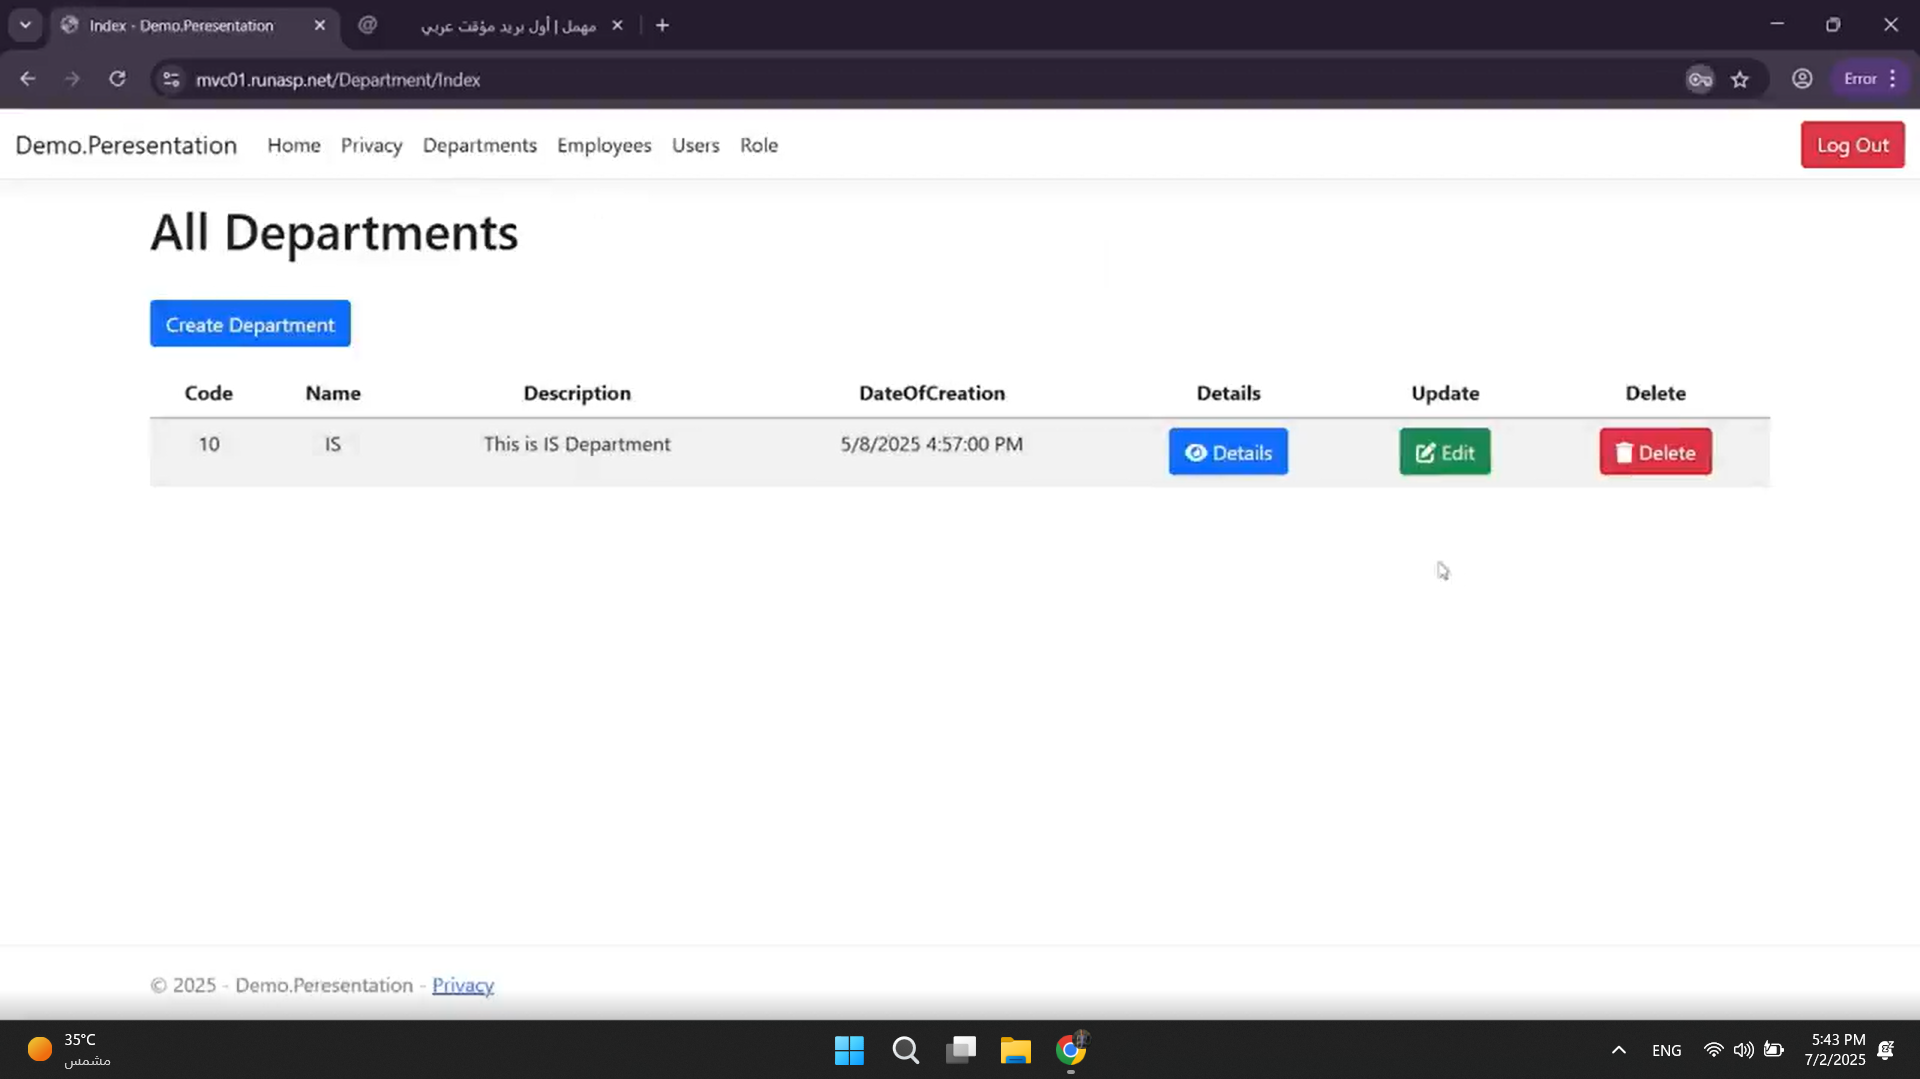 Index - Demo.Peresentation
@ مهمل | أول بريد مؤقت عربي
mvc01.runasp.net/Department/Index
Error
Demo.Peresentation Home Privacy Departments Employees Users Role Log Out
All Departments
Create Department
Code Name Description DateOfCreation Details Update Delete
10 IS This is IS Department 5/8/2025 4:57:00 PM Details Edit Delete
© 2025 - Demo.Peresentation - Privacy
35°C
مشمس
ENG
5:43 PM
7/2/2025